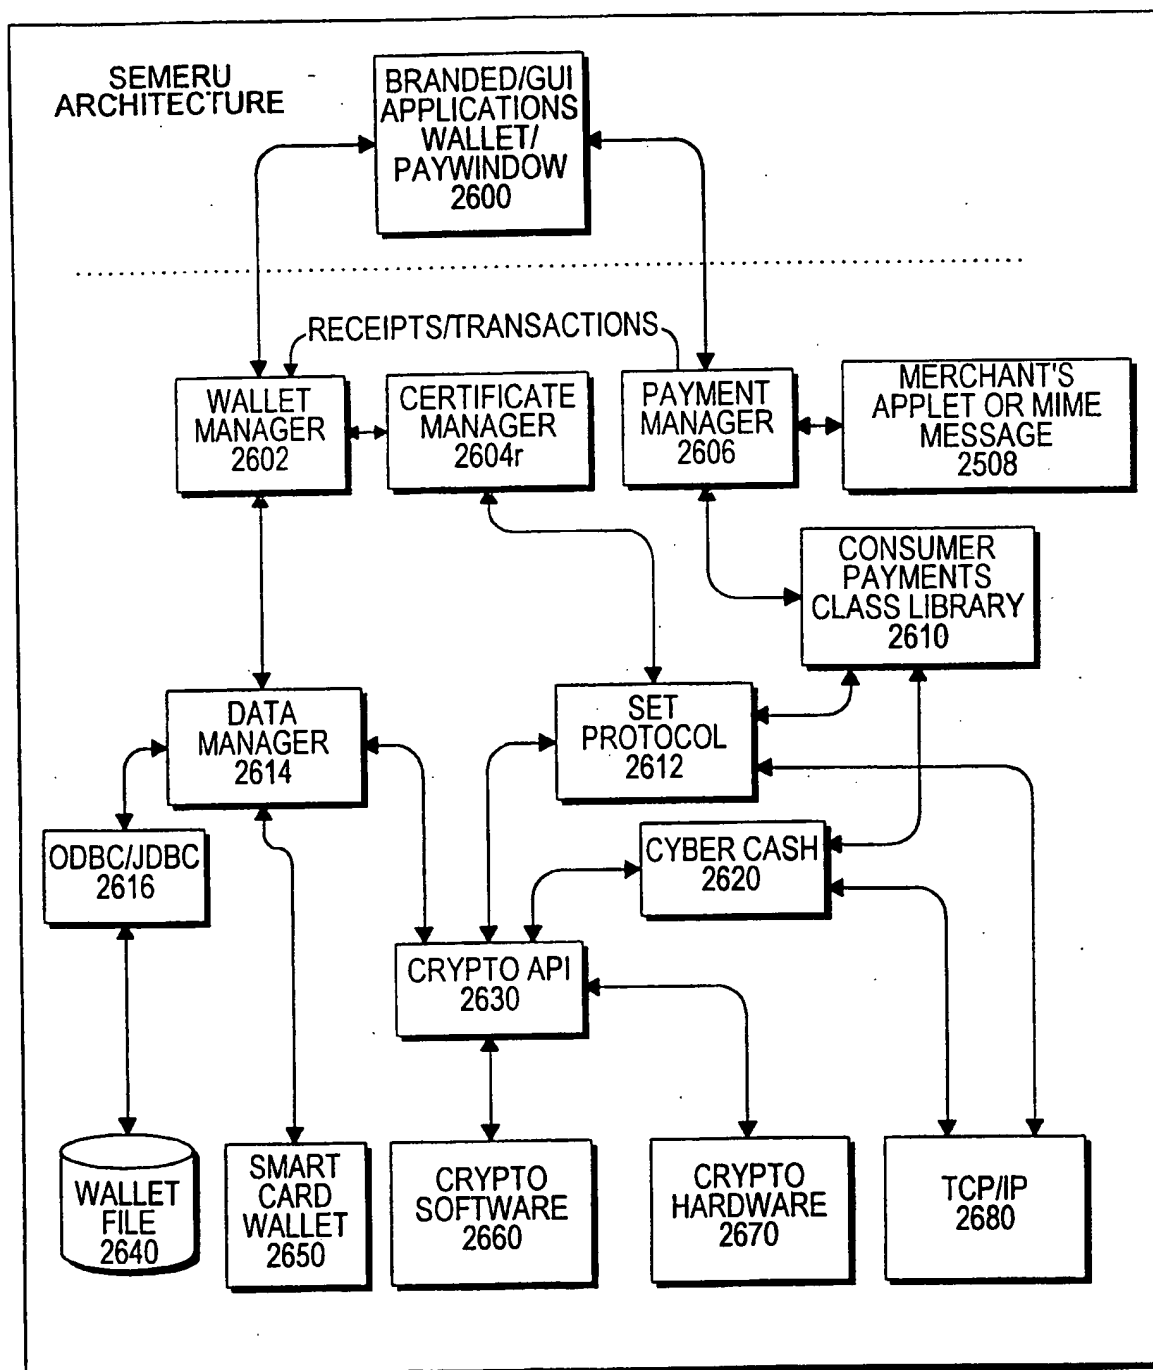 SEMERU
ARCHITECTURE
BRANDED/GUI
APPLICATIONS
WALLET/
PAYWINDOW
2600
RECEIPTS/TRANSACTIONS
WALLET
MANAGER
2602
CERTIFICATE
MANAGER
2604r
PAYMENT
MANAGER
2606
MERCHANT'S
APPLET OR MIME
MESSAGE
2508
CONSUMER
PAYMENTS
CLASS LIBRARY
2610
DATA
MANAGER
2614
SET
PROTOCOL
2612
ODBC/JDBC
2616
CYBER CASH
2620
CRYPTO API
2630
WALLET
FILE
2640
SMART
CARD
WALLET
2650
CRYPTO
SOFTWARE
2660
CRYPTO
HARDWARE
2670
TCP/IP
2680